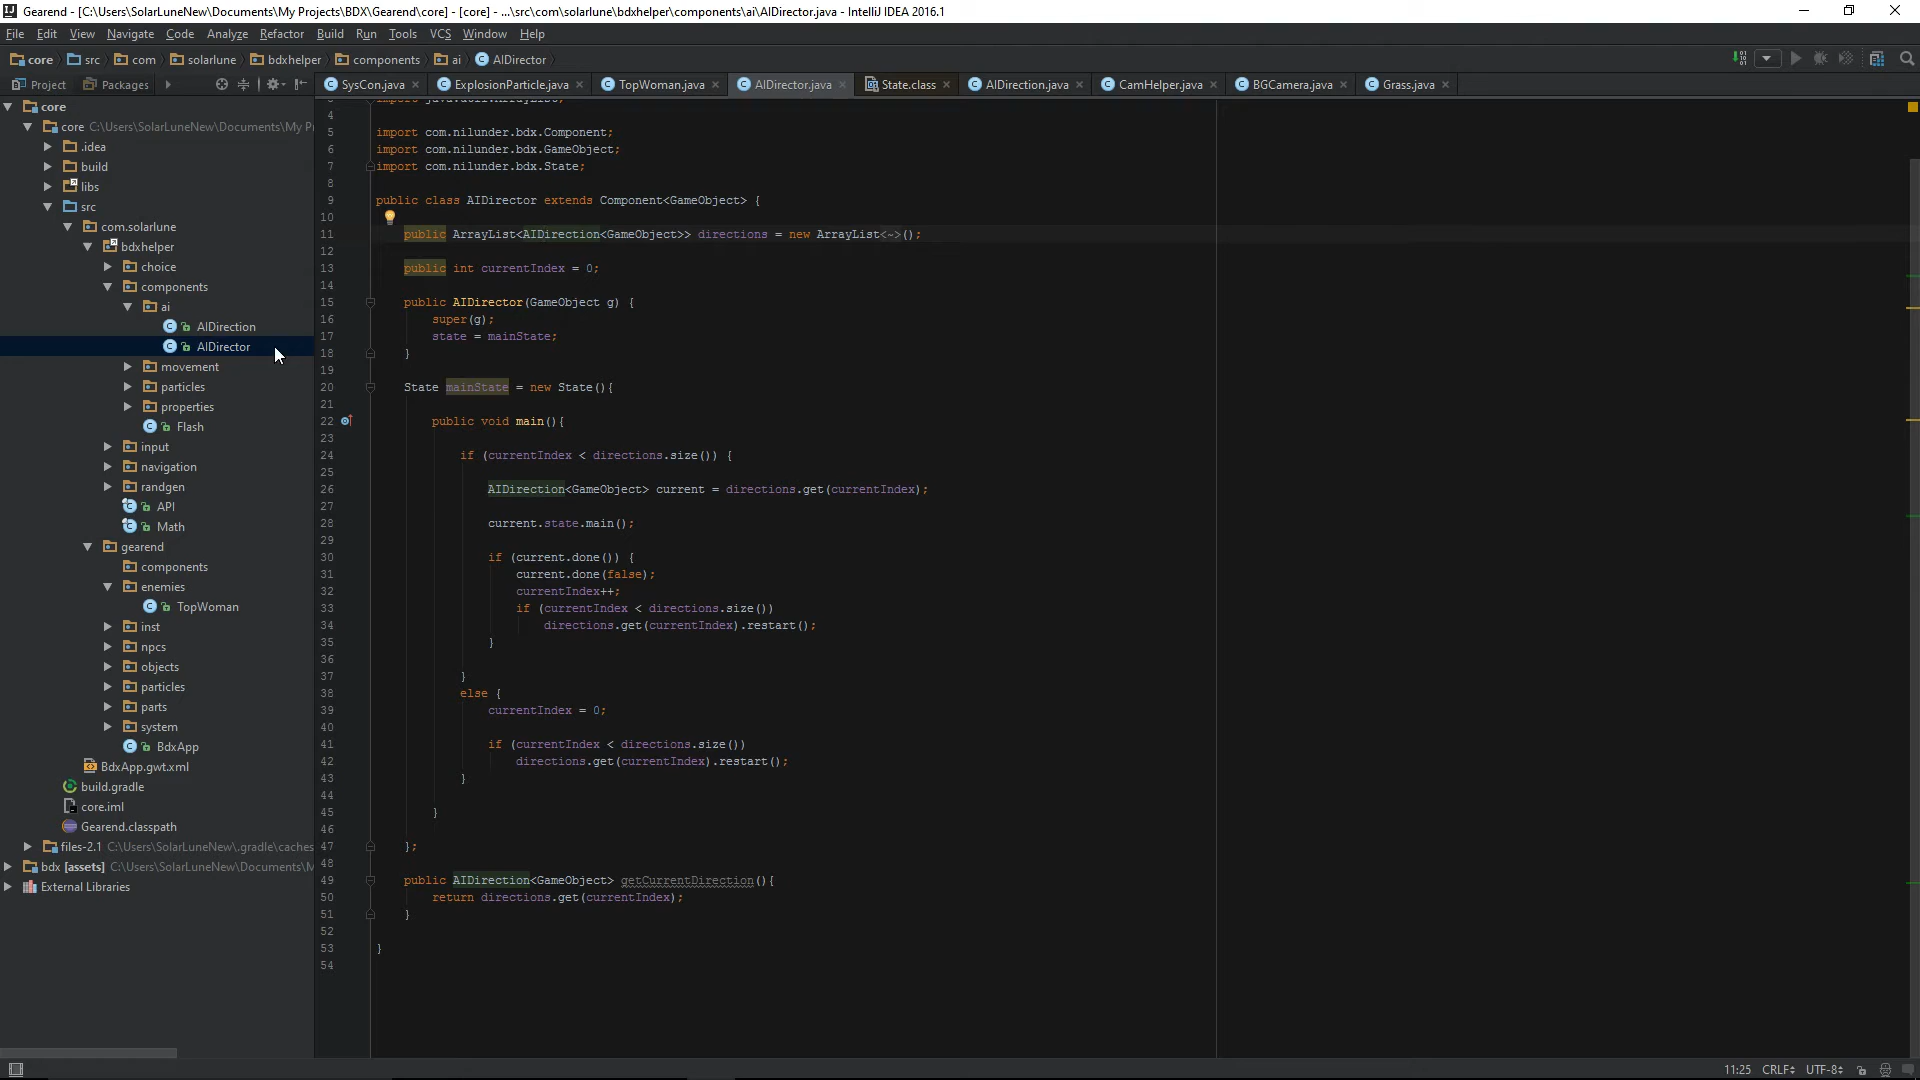 Gearend - [C:\Users\SolarLuneNew\Documents\My Projects\BDX\Gearend\core] - [core] - ...\src\com\solarlune\bdxhelper\components\ai\AIDirector.java - IntelliJ IDEA 2016.1
File Edit View Navigate Code Analyze Refactor Build Run Tools VCS Window Help
core src com solarlune bdxhelper components ai AIDirector
Project Packages
SysCon.java ExplosionParticle.java TopWoman.java AIDirector.java State.class AIDirection.java CamHelper.java BGCamera.java Grass.java
core
core C:\Users\SolarLuneNew\Documents\My P
.idea
build
libs
src
com.solarlune
bdxhelper
choice
components
ai
AIDirection
AIDirector
movement
particles
properties
Flash
input
navigation
randgen
API
Math
gearend
components
enemies
TopWoman
inst
npcs
objects
particles
parts
system
BdxApp
BdxApp.gwt.xml
build.gradle
core.iml
Gearend.classpath
files-2.1 C:\Users\SolarLuneNew\.gradle\caches
bdx [assets] C:\Users\SolarLuneNew\Documents\M
External Libraries
4
5 import com.nilunder.bdx.Component;
6 import com.nilunder.bdx.GameObject;
7 import com.nilunder.bdx.State;
8
9 public class AIDirector extends Component<GameObject> {
10
11 public ArrayList<AIDirection<GameObject>> directions = new ArrayList<~>();
12
13 public int currentIndex = 0;
14
15 public AIDirector(GameObject g) {
16 super(g);
17 state = mainState;
18 }
19
20 State mainState = new State(){
21
22 public void main(){
23
24 if (currentIndex < directions.size()) {
25
26 AIDirection<GameObject> current = directions.get(currentIndex);
27
28 current.state.main();
29
30 if (current.done()) {
31 current.done(false);
32 currentIndex++;
33 if (currentIndex < directions.size())
34 directions.get(currentIndex).restart();
35 }
36
37 }
38 else {
39 currentIndex = 0;
40
41 if (currentIndex < directions.size())
42 directions.get(currentIndex).restart();
43 }
44
45 }
46
47 };
48
49 public AIDirection<GameObject> getCurrentDirection(){
50 return directions.get(currentIndex);
51 }
52
53 }
54
11:25 CRLF UTF-8